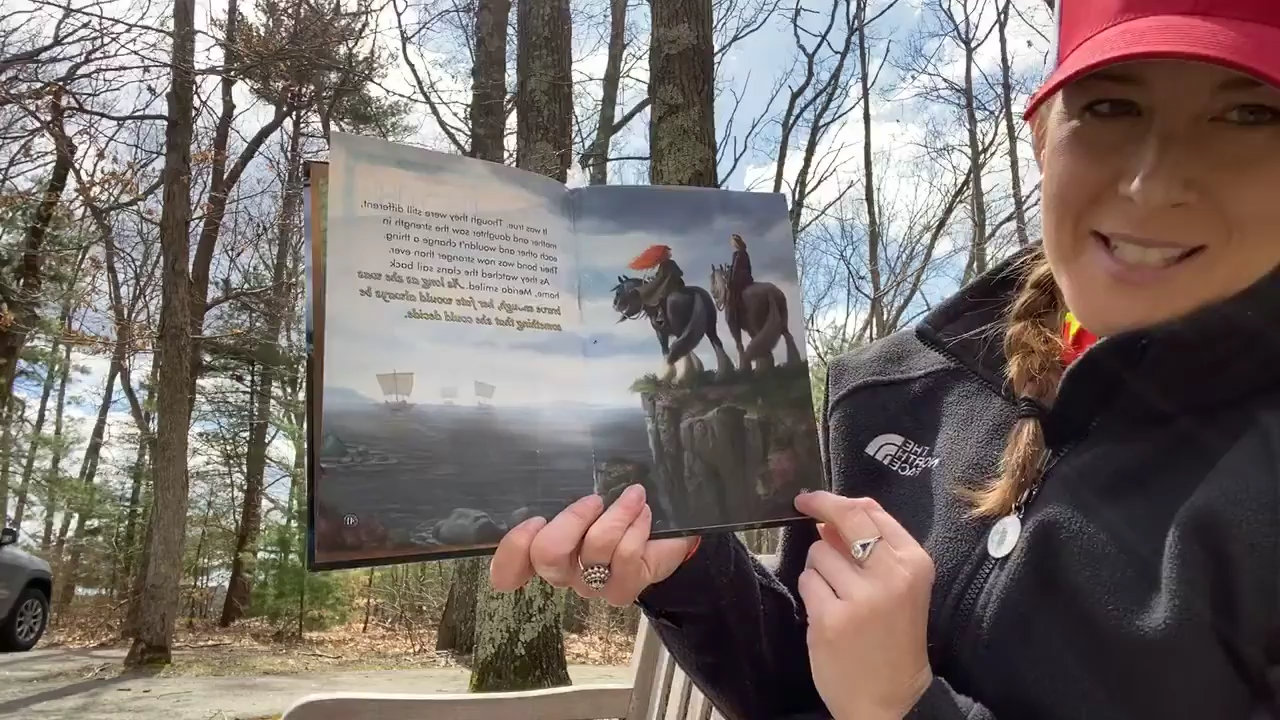 It was true. Though they were still different,
mother and daughter saw the strength in
each other and wouldn't change a thing.
Their bond was now stronger than ever.
As they watched the clans sail back
home, Merida smiled. As long as she was
brave enough, her fate would always be
something that she could decide.
THE
NORTH
FACE